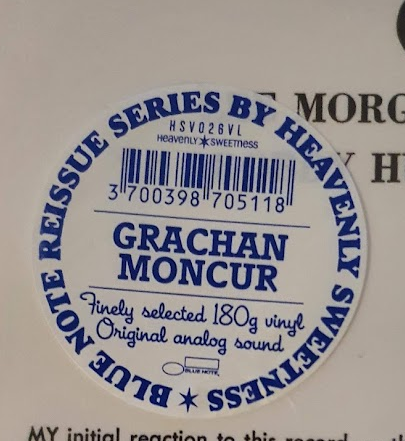 BLUE NOTE REISSUE SERIES BY HEAVENLY SWEETNESS ★
HSV026VL
HEAVENLY★SWEETNESS
3 700398 705118
GRACHAN
MONCUR
Finely selected 180g vinyl
Original analog sound
BLUE NOTE
MORG
MY initial reaction to this record